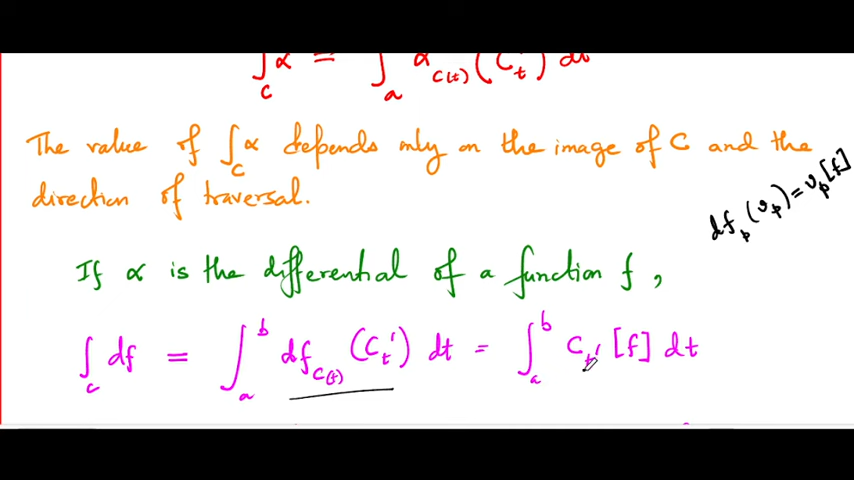 ∫_c α = ∫_a α_{c(t)} (C_t') dt
The value of ∫_C α depends only on the image of C and the
direction of traversal.
df_p (v_p) = v_p [f]
If α is the differential of a function f,
∫_c df = ∫_a^b df_{C(t)} (C_t') dt = ∫_a^b C_t' [f] dt